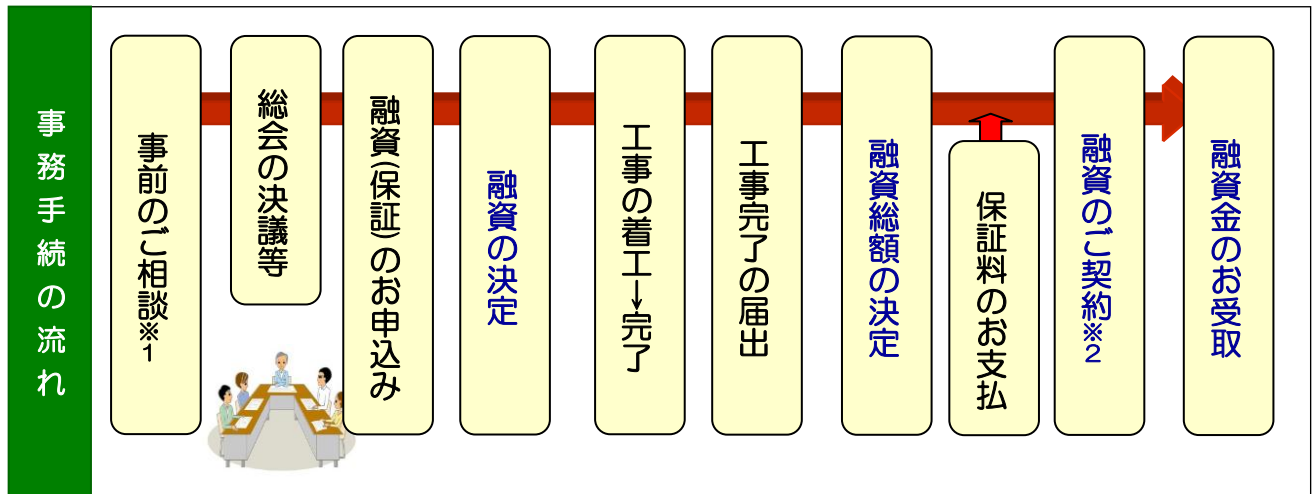 事務手続の流れ
事前のご相談※1
総会の決議等
融資(保証)のお申込み
融資の決定
工事の着工→完了
工事完了の届出
融資総額の決定
保証料のお支払
融資のご契約※2
融資金のお受取